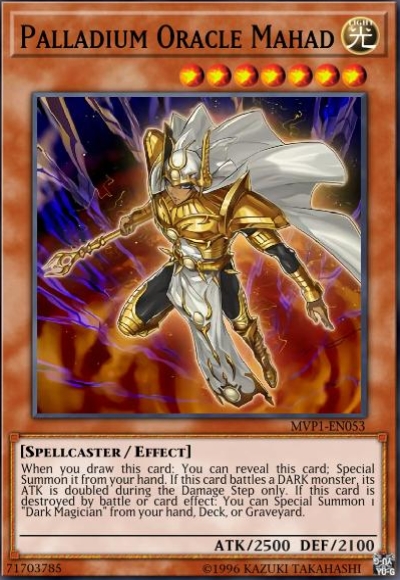 PALLADIUM ORACLE MAHAD
LIGHT
光
MVP1-EN053
[SPELLCASTER / EFFECT]
When you draw this card: You can reveal this card; Special
Summon it from your hand. If this card battles a DARK monster, its
ATK is doubled during the Damage Step only. If this card is
destroyed by battle or card effect: You can Special Summon 1
"Dark Magician" from your hand, Deck, or Graveyard.
ATK/2500 DEF/2100
71703785
©1996 KAZUKI TAKAHASHI